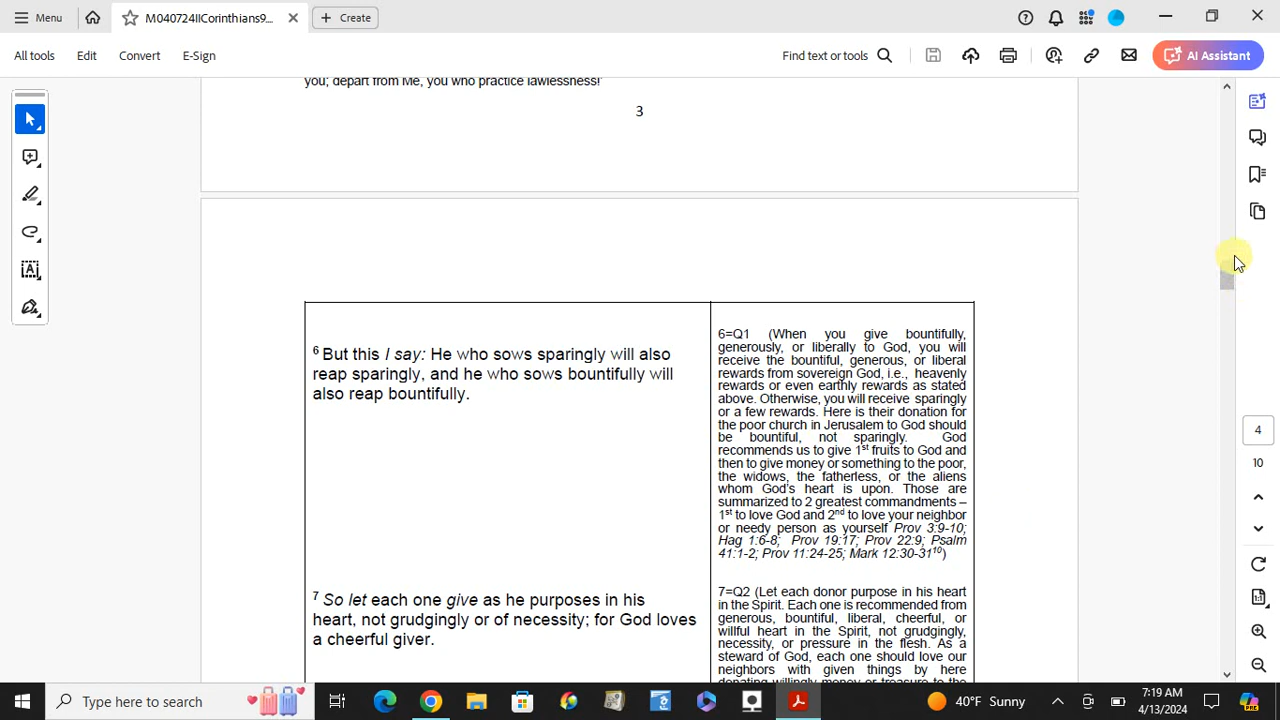 Menu
M040724IICorinthians9...
Create
All tools
Edit
Convert
E-Sign
Find text or tools
AI Assistant
you; depart from Me, you who practice lawlessness!'
3
6 But this I say: He who sows sparingly will also
reap sparingly, and he who sows bountifully will
also reap bountifully.
6=Q1 (When you give bountifully,
generously, or liberally to God, you will
receive the bountiful, generous, or liberal
rewards from sovereign God, i.e., heavenly
rewards or even earthly rewards as stated
above. Otherwise, you will receive sparingly
or a few rewards. Here is their donation for
the poor church in Jerusalem to God should
be bountiful, not sparingly. God
recommends us to give 1st fruits to God and
then to give money or something to the poor,
the widows, the fatherless, or the aliens
whom God's heart is upon. Those are
summarized to 2 greatest commandments –
1st to love God and 2nd to love your neighbor
or needy person as yourself Prov 3:9-10;
Hag 1:6-8; Prov 19:17; Prov 22:9; Psalm
41:1-2; Prov 11:24-25; Mark 12:30-3110)
7 So let each one give as he purposes in his
heart, not grudgingly or of necessity; for God loves
a cheerful giver.
7=Q2 (Let each donor purpose in his heart
in the Spirit. Each one is recommended from
generous, bountiful, liberal, cheerful, or
willful heart in the Spirit, not grudgingly,
necessity, or pressure in the flesh. As a
steward of God, each one should love our
neighbors with given things by here
donating willingly money or treasure to the
4
10
Type here to search
40°F Sunny
7:19 AM
4/13/2024